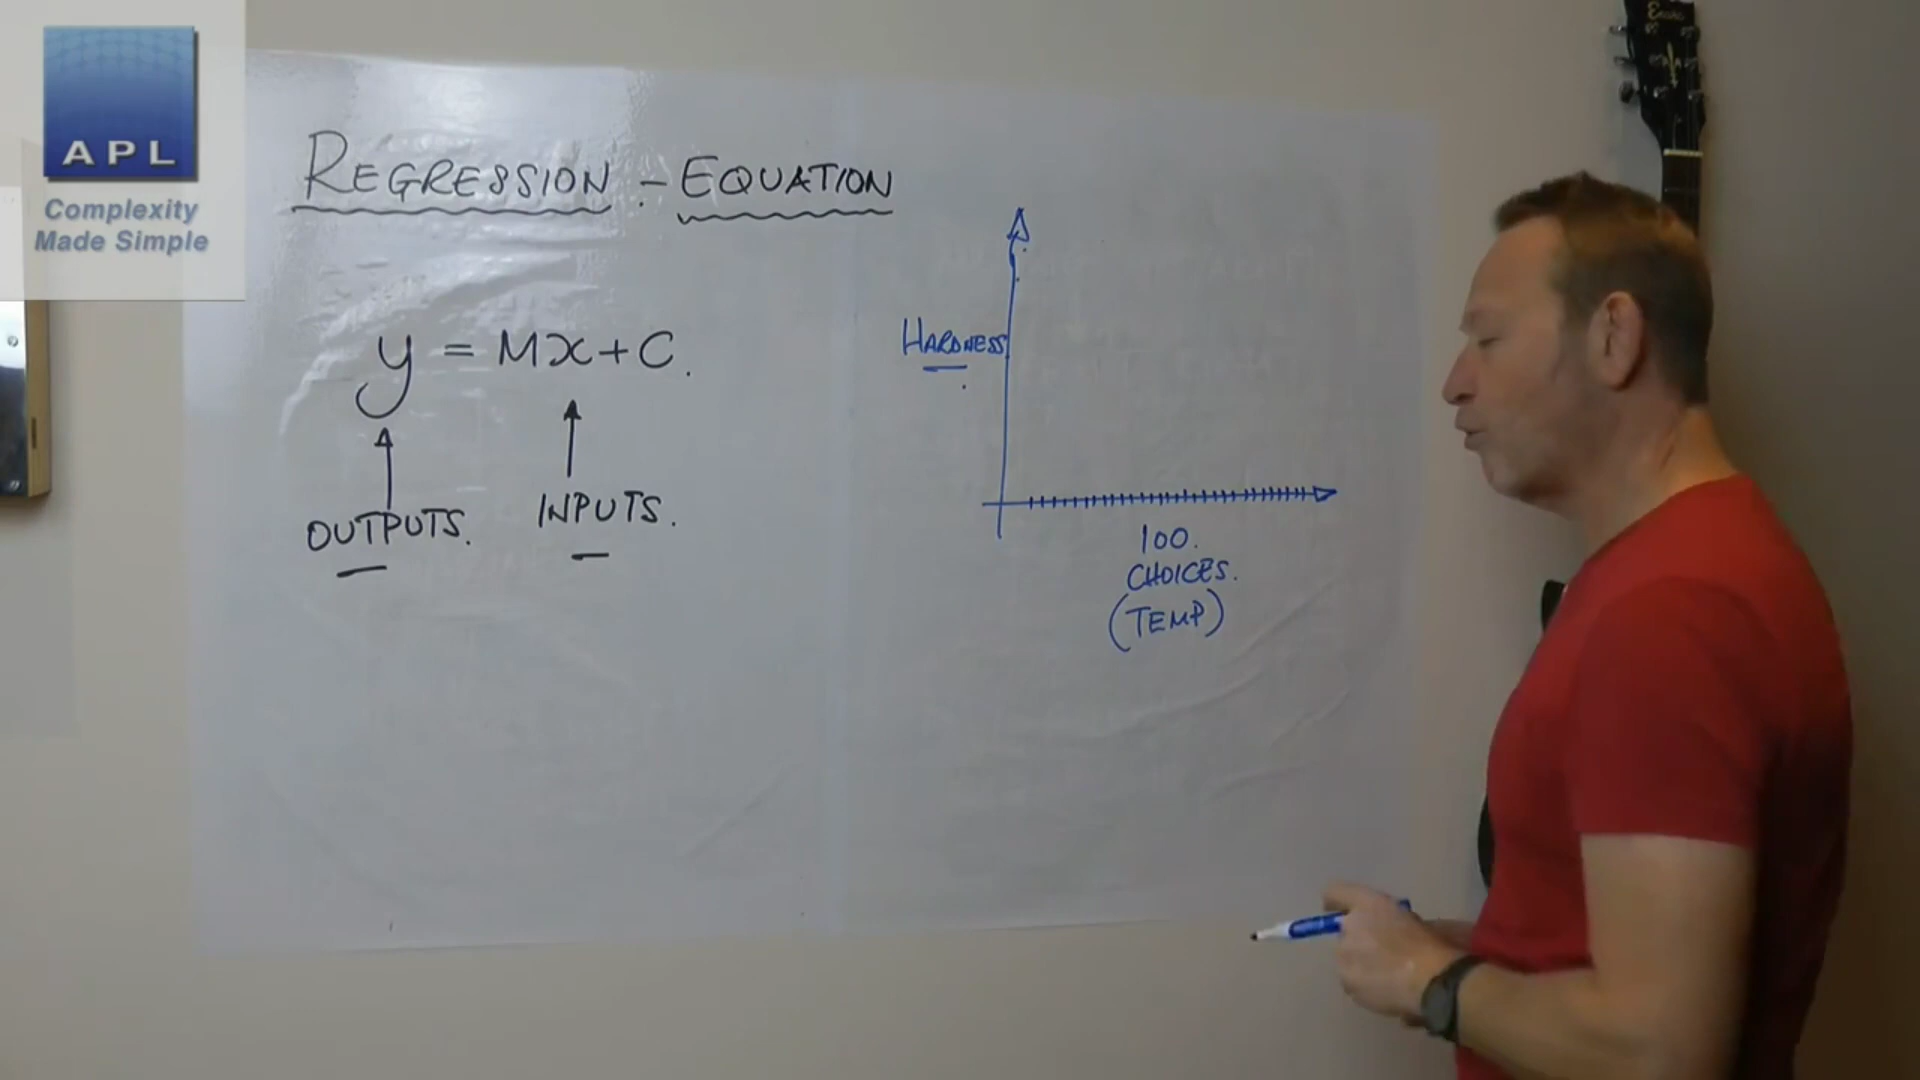 APL
Complexity
Made Simple
REGRESSION - EQUATION
y = Mx + C.
OUTPUTS.
INPUTS.
HARDNESS
100.
CHOICES.
(TEMP)